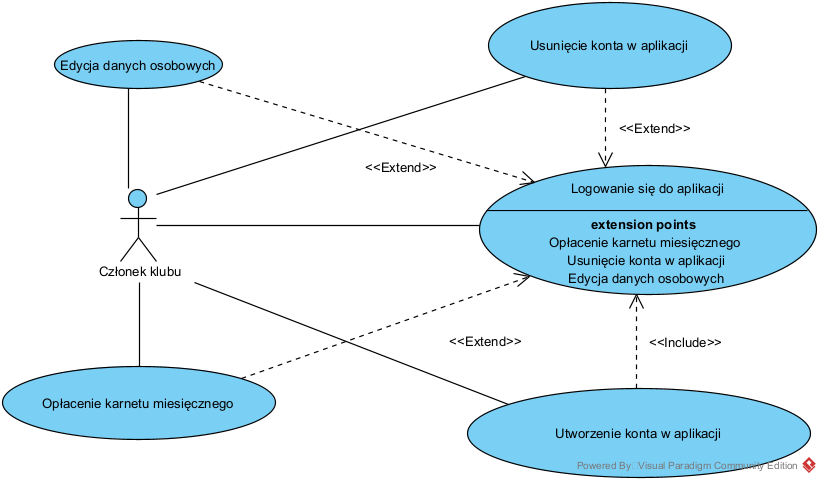 Usunięcie konta w aplikacji
Edycja danych osobowych
<<Extend>>
<<Extend>>
Logowanie się do aplikacji
extension points
Opłacenie karnetu miesięcznego
Usunięcie konta w aplikacji
Edycja danych osobowych
Członek klubu
<<Extend>>
<<Include>>
Opłacenie karnetu miesięcznego
Utworzenie konta w aplikacji
Powered By Visual Paradigm Community Edition